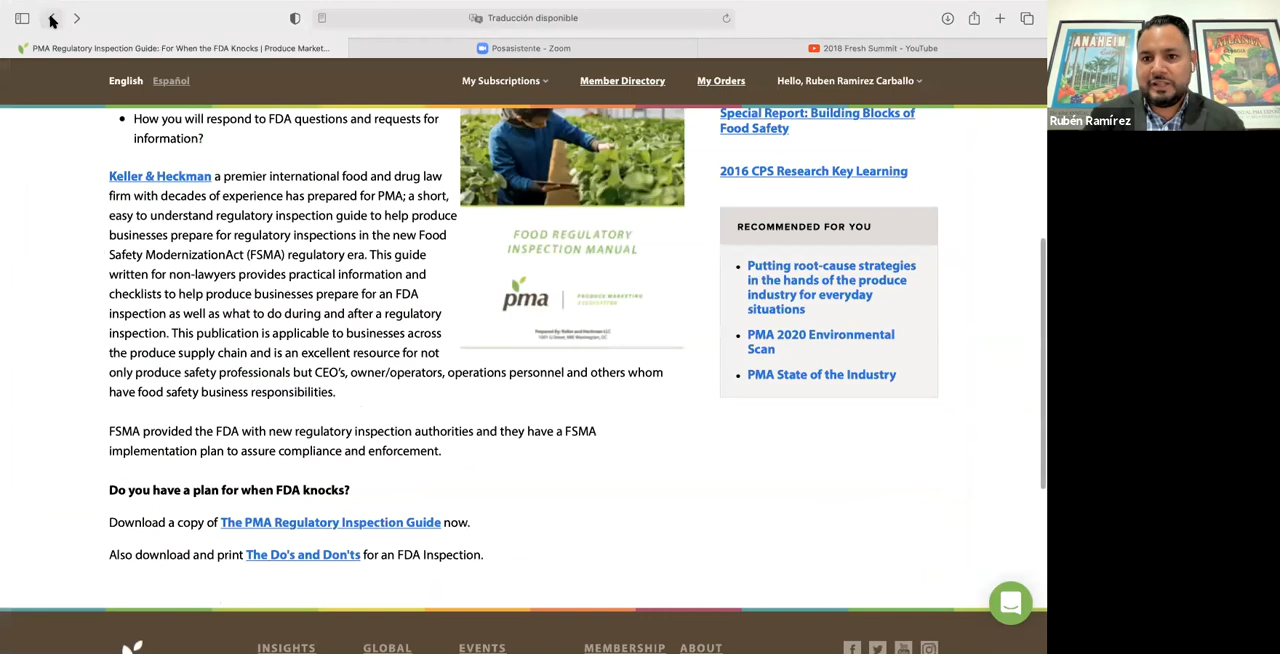 Traducción disponible
PMA Regulatory Inspection Guide: For When the FDA Knocks | Produce Market...
Posasistente - Zoom
2018 Fresh Summit - YouTube
English Español
My Subscriptions
Member Directory
My Orders
Hello, Ruben Ramirez Carballo
How you will respond to FDA questions and requests for
information?
Keller & Heckman a premier international food and drug law
firm with decades of experience has prepared for PMA; a short,
easy to understand regulatory inspection guide to help produce
businesses prepare for regulatory inspections in the new Food
Safety ModernizationAct (FSMA) regulatory era. This guide
written for non-lawyers provides practical information and
checklists to help produce businesses prepare for an FDA
inspection as well as what to do during and after a regulatory
inspection. This publication is applicable to businesses across
the produce supply chain and is an excellent resource for not
only produce safety professionals but CEO's, owner/operators, operations personnel and others whom
have food safety business responsibilities.
FOOD REGULATORY
INSPECTION MANUAL
pma
PRODUCE MARKETING
ASSOCIATION
FSMA provided the FDA with new regulatory inspection authorities and they have a FSMA
implementation plan to assure compliance and enforcement.
Do you have a plan for when FDA knocks?
Download a copy of The PMA Regulatory Inspection Guide now.
Also download and print The Do's and Don'ts for an FDA Inspection.
Special Report: Building Blocks of
Food Safety
2016 CPS Research Key Learning
RECOMMENDED FOR YOU
Putting root-cause strategies
in the hands of the produce
industry for everyday
situations
PMA 2020 Environmental
Scan
PMA State of the Industry
INSIGHTS
GLOBAL
EVENTS
MEMBERSHIP
ABOUT
ANAHEIM
ATLANTA
Rubén Ramírez